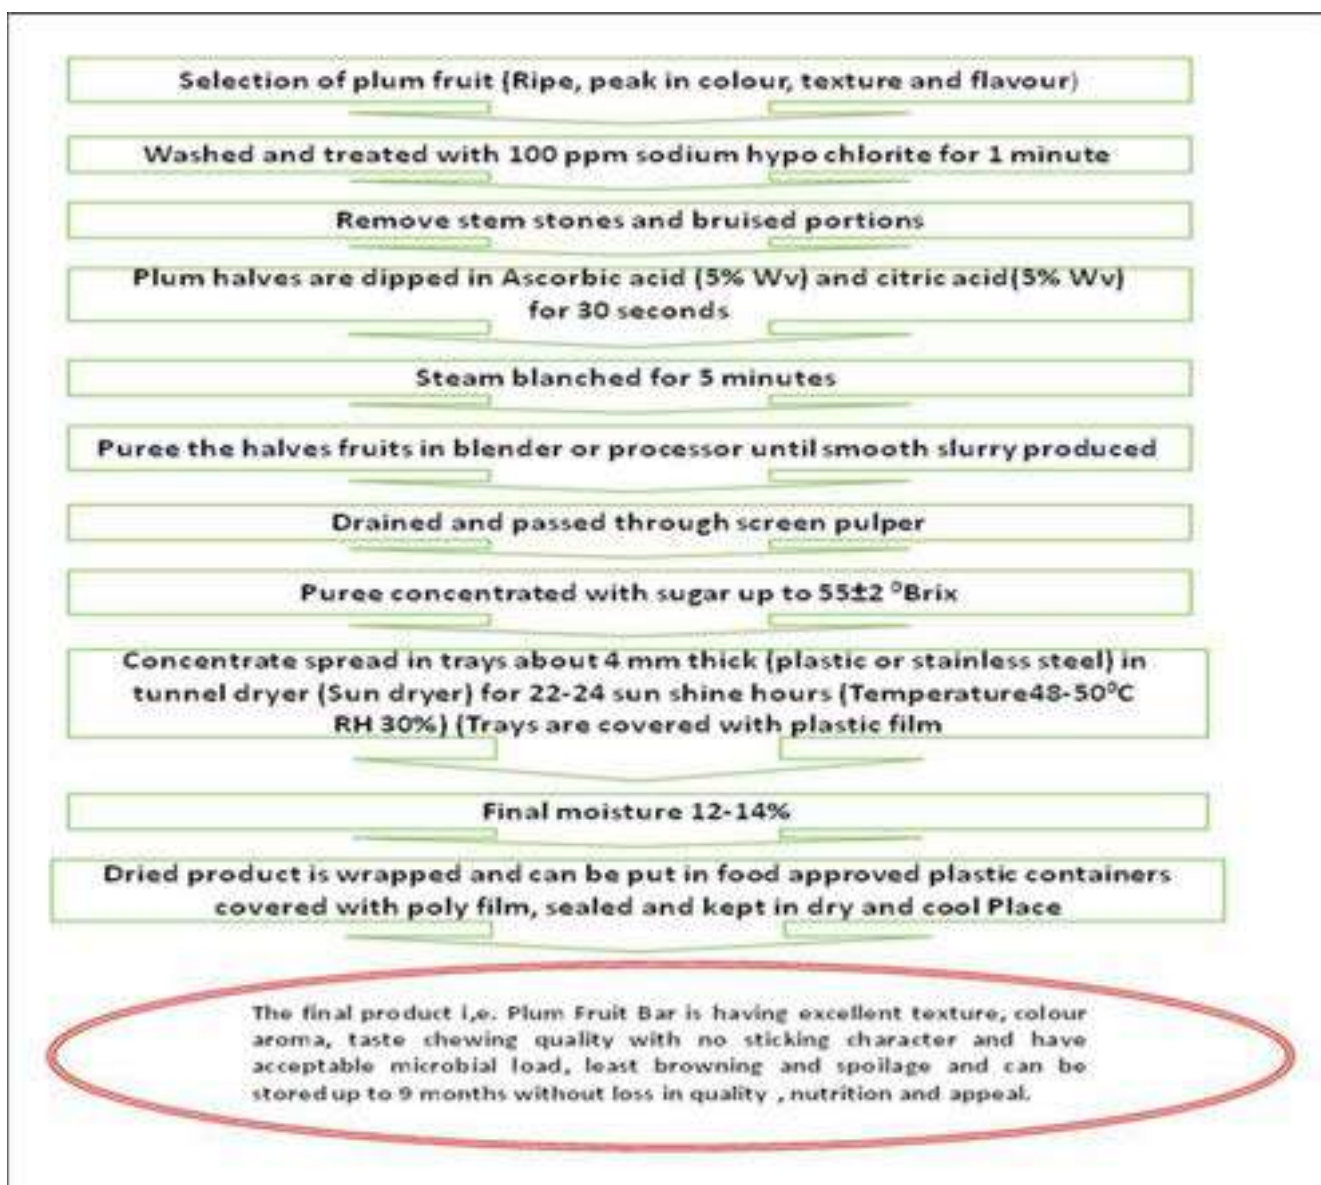 Selection of plum fruit (Ripe, peak in colour, texture and flavour)
Washed and treated with 100 ppm sodium hypo chlorite for 1 minute
Remove stem stones and bruised portions
Plum halves are dipped in Ascorbic acid (5% Wv) and citric acid(5% Wv)
for 30 seconds
Steam blanched for 5 minutes
Puree the halves fruits in blender or processor until smooth slurry produced
Drained and passed through screen pulper
Puree concentrated with sugar up to 55±2 ⁰Brix
Concentrate spread in trays about 4 mm thick (plastic or stainless steel) in
tunnel dryer (Sun dryer) for 22-24 sun shine hours (Temperature48-50⁰C
RH 30%) (Trays are covered with plastic film
Final moisture 12-14%
Dried product is wrapped and can be put in food approved plastic containers
covered with poly film, sealed and kept in dry and cool Place
The final product i,e. Plum Fruit Bar is having excellent texture, colour
aroma, taste chewing quality with no sticking character and have
acceptable microbial load, least browning and spoilage and can be
stored up to 9 months without loss in quality , nutrition and appeal.